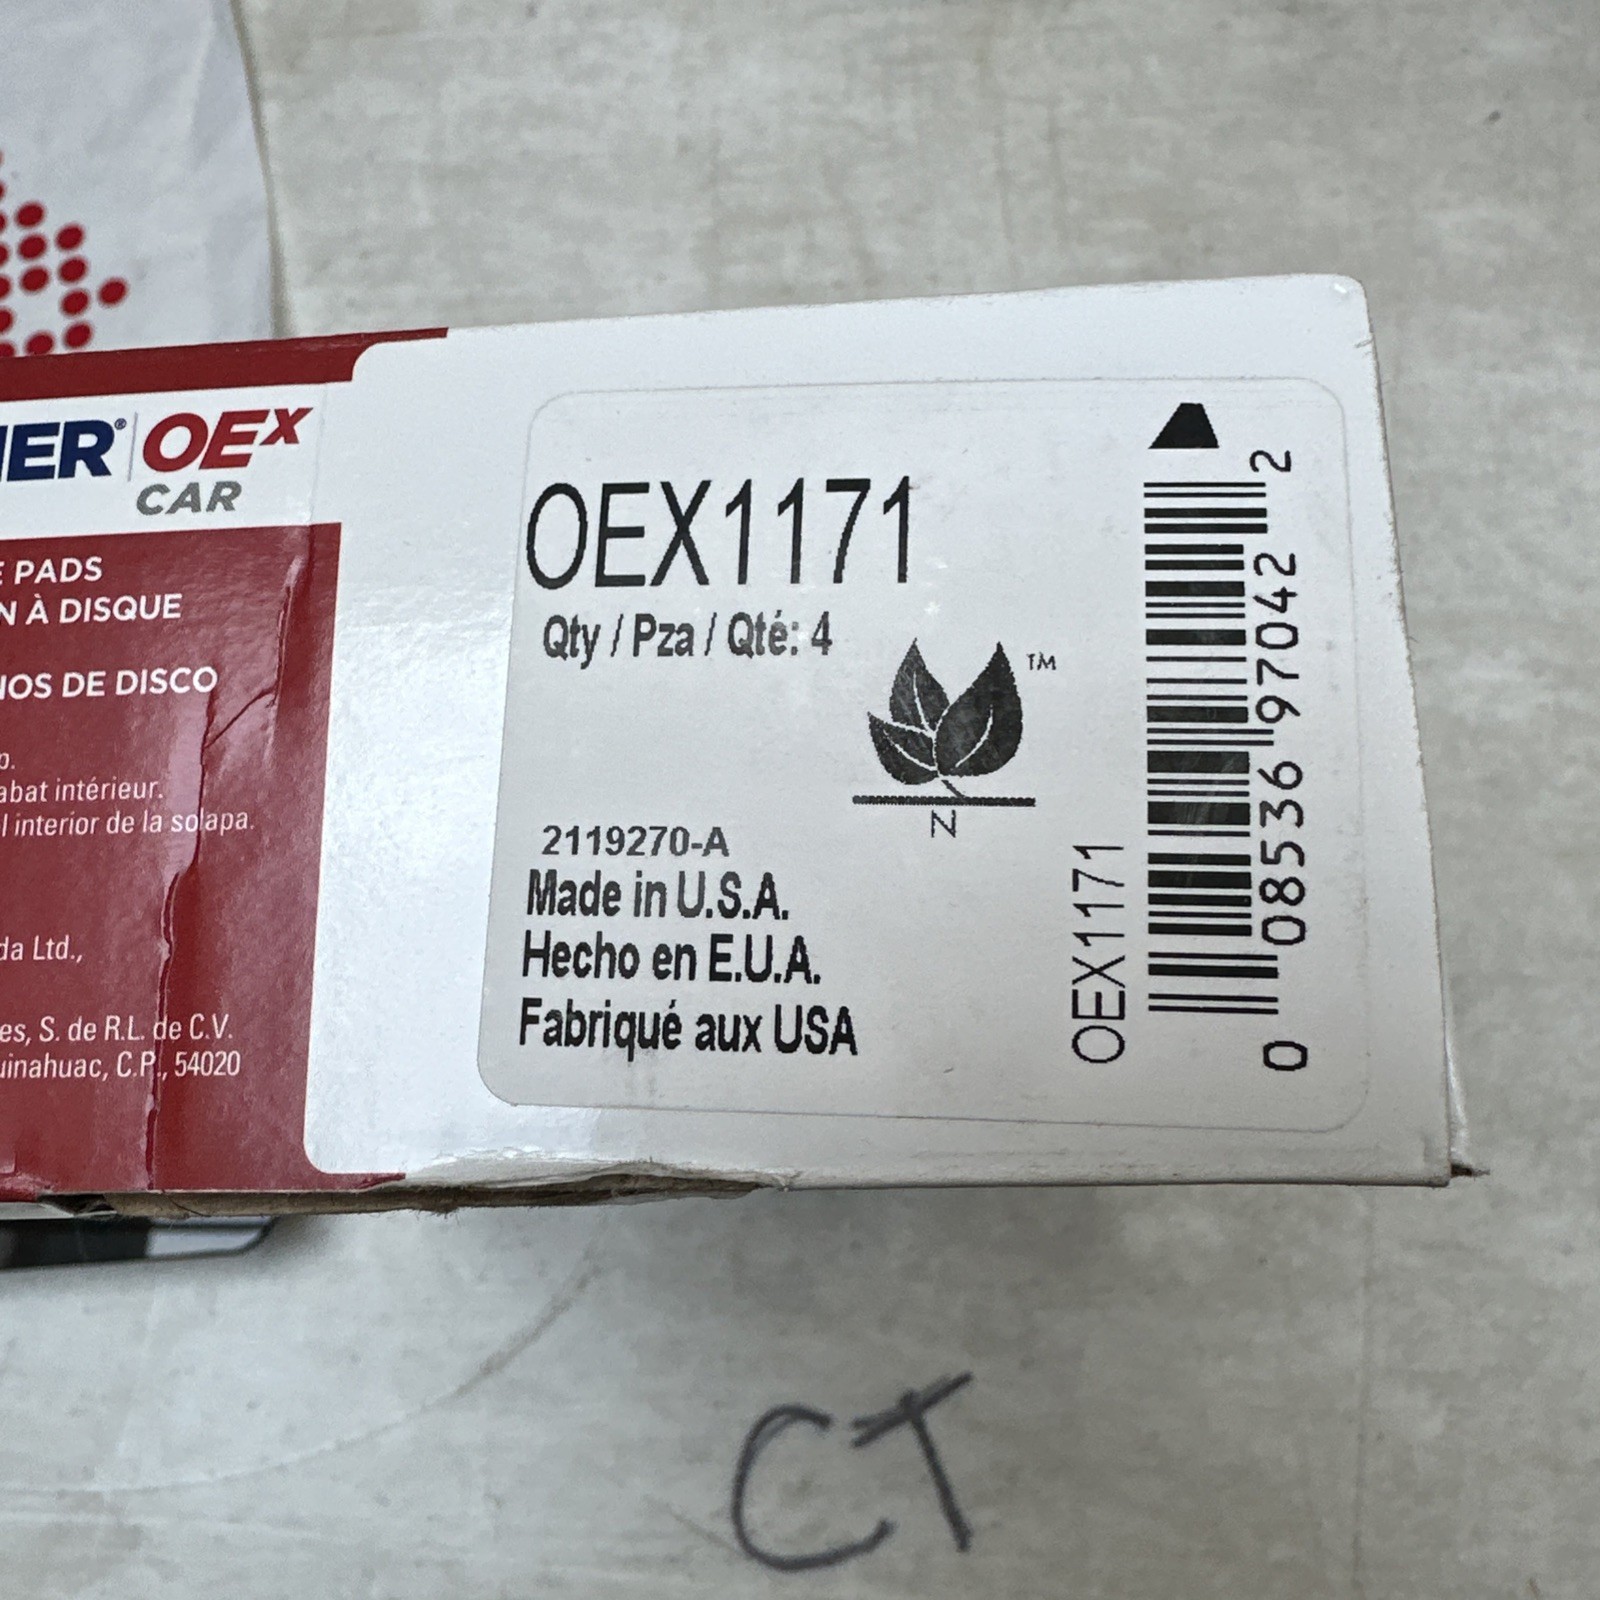 IER® OEX
CAR
E PADS
N À DISQUE
NOS DE DISCO
p.
abat intérieur.
l interior de la solapa.
da Ltd.,
es, S. de R.L. de C.V.
uinahuac, C.P., 54020
OEX1171
Qty / Pza / Qté: 4
TM
N
2119270-A
Made in U.S.A.
Hecho en E.U.A.
Fabriqué aux USA
OEX1171
0 08536 97042 2
CT